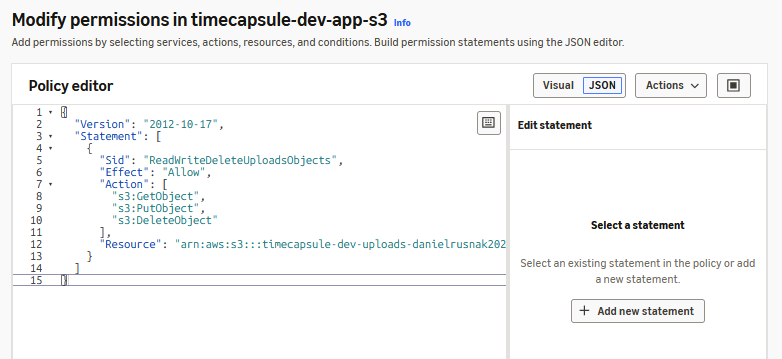 Modify permissions in timecapsule-dev-app-s3 Info
Add permissions by selecting services, actions, resources, and conditions. Build permission statements using the JSON editor.
Policy editor
Visual JSON Actions
1 {
2 "Version": "2012-10-17",
3 "Statement": [
4 {
5 "Sid": "ReadWriteDeleteUploadsObjects",
6 "Effect": "Allow",
7 "Action": [
8 "s3:GetObject",
9 "s3:PutObject",
10 "s3:DeleteObject"
11 ],
12 "Resource": "arn:aws:s3:::timecapsule-dev-uploads-danielrusnak202
13 }
14 ]
15 }
Edit statement
Select a statement
Select an existing statement in the policy or add
a new statement.
+ Add new statement